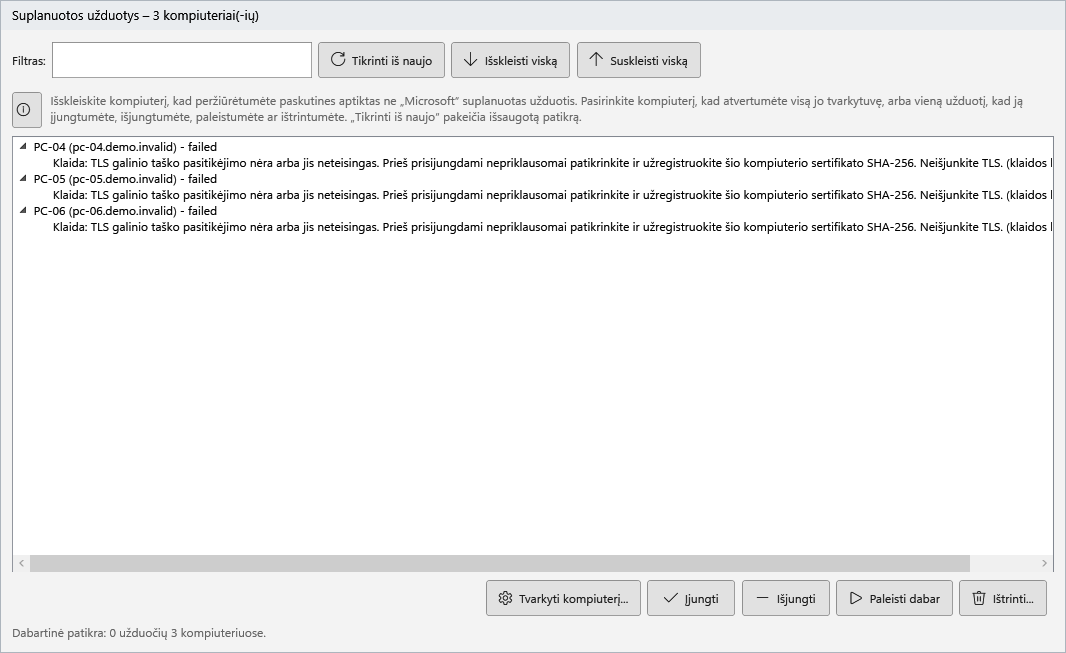 Suplanuotos užduotys – 3 kompiuteriai(-ių)
Filtras:
Tikrinti iš naujo
Išskleisti viską
Suskleisti viską
Išskleiskite kompiuterį, kad peržiūrėtumėte paskutines aptiktas ne „Microsoft“ suplanuotas užduotis. Pasirinkite kompiuterį, kad atvertumėte visą jo tvarkytuvę, arba vieną užduotį, kad ją
įjungtumėte, išjungtumėte, paleistumėte ar ištrintumėte. „Tikrinti iš naujo“ pakeičia išsaugotą patikrą.
PC-04 (pc-04.demo.invalid) - failed
Klaida: TLS galinio taško pasitikėjimo nėra arba jis neteisingas. Prieš prisijungdami nepriklausomai patikrinkite ir užregistruokite šio kompiuterio sertifikato SHA-256. Neišjunkite TLS. (klaidos
PC-05 (pc-05.demo.invalid) - failed
Klaida: TLS galinio taško pasitikėjimo nėra arba jis neteisingas. Prieš prisijungdami nepriklausomai patikrinkite ir užregistruokite šio kompiuterio sertifikato SHA-256. Neišjunkite TLS. (klaidos
PC-06 (pc-06.demo.invalid) - failed
Klaida: TLS galinio taško pasitikėjimo nėra arba jis neteisingas. Prieš prisijungdami nepriklausomai patikrinkite ir užregistruokite šio kompiuterio sertifikato SHA-256. Neišjunkite TLS. (klaidos
Tvarkyti kompiuterį...
Įjungti
Išjungti
Paleisti dabar
Ištrinti...
Dabartinė patikra: 0 užduočių 3 kompiuteriuose.